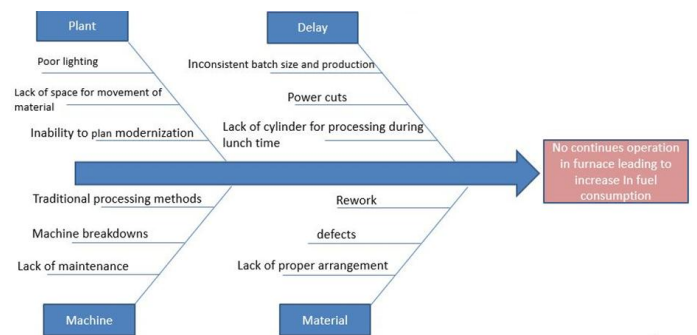 Plant
Delay
Poor lighting
Lack of space for movement of
material
Inability to plan modernization
Inconsistent batch size and production
Power cuts
Lack of cylinder for processing during
lunch time
No continues operation
in furnace leading to
increase In fuel
consumption
Traditional processing methods
Machine breakdowns
Lack of maintenance
Rework
defects
Lack of proper arrangement
Machine
Material